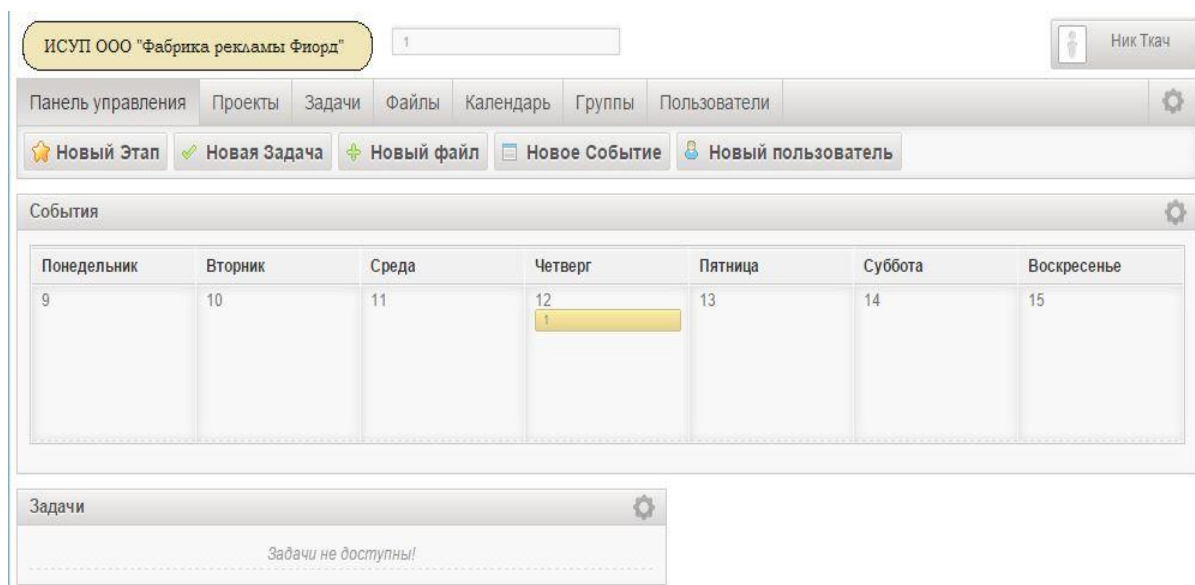 ИСУП ООО "Фабрика рекламы Фиорд" 1 Ник Ткач
Панель управления Проекты Задачи Файлы Календарь Группы Пользователи
Новый Этап Новая Задача Новый файл Новое Событие Новый пользователь
События
Понедельник Вторник Среда Четверг Пятница Суббота Воскресенье
9 10 11 12 13 14 15
1
Задачи
Задачи не доступны!